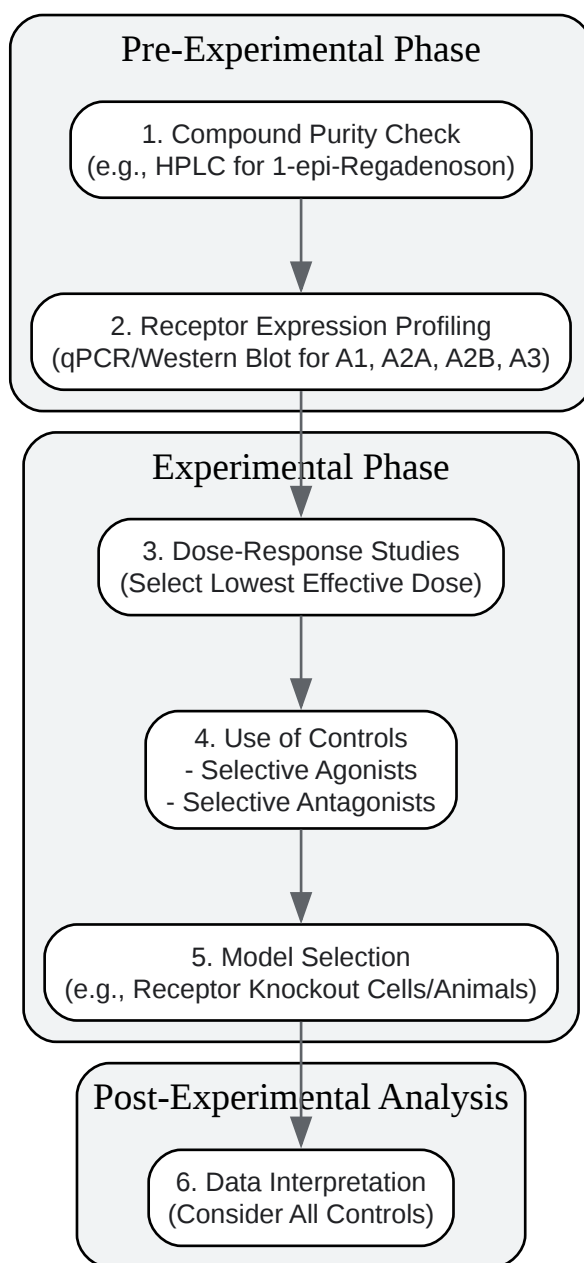 Pre-Experimental Phase
1. Compound Purity Check
(e.g., HPLC for 1-epi-Regadenoson)
2. Receptor Expression Profiling
(qPCR/Western Blot for A1, A2A, A2B, A3)
Experimental Phase
3. Dose-Response Studies
(Select Lowest Effective Dose)
4. Use of Controls
- Selective Agonists
- Selective Antagonists
5. Model Selection
(e.g., Receptor Knockout Cells/Animals)
Post-Experimental Analysis
6. Data Interpretation
(Consider All Controls)